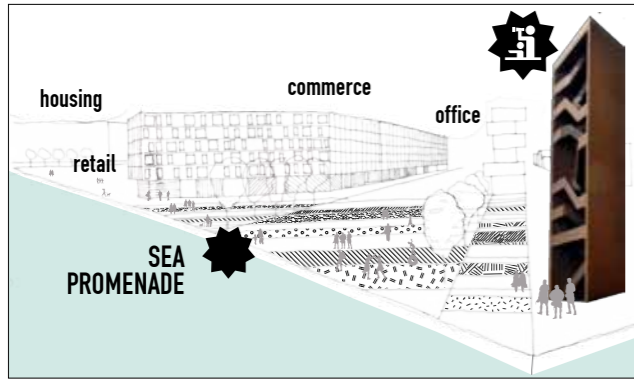 commerce
housing
office
retail
SEA
PROMENADE